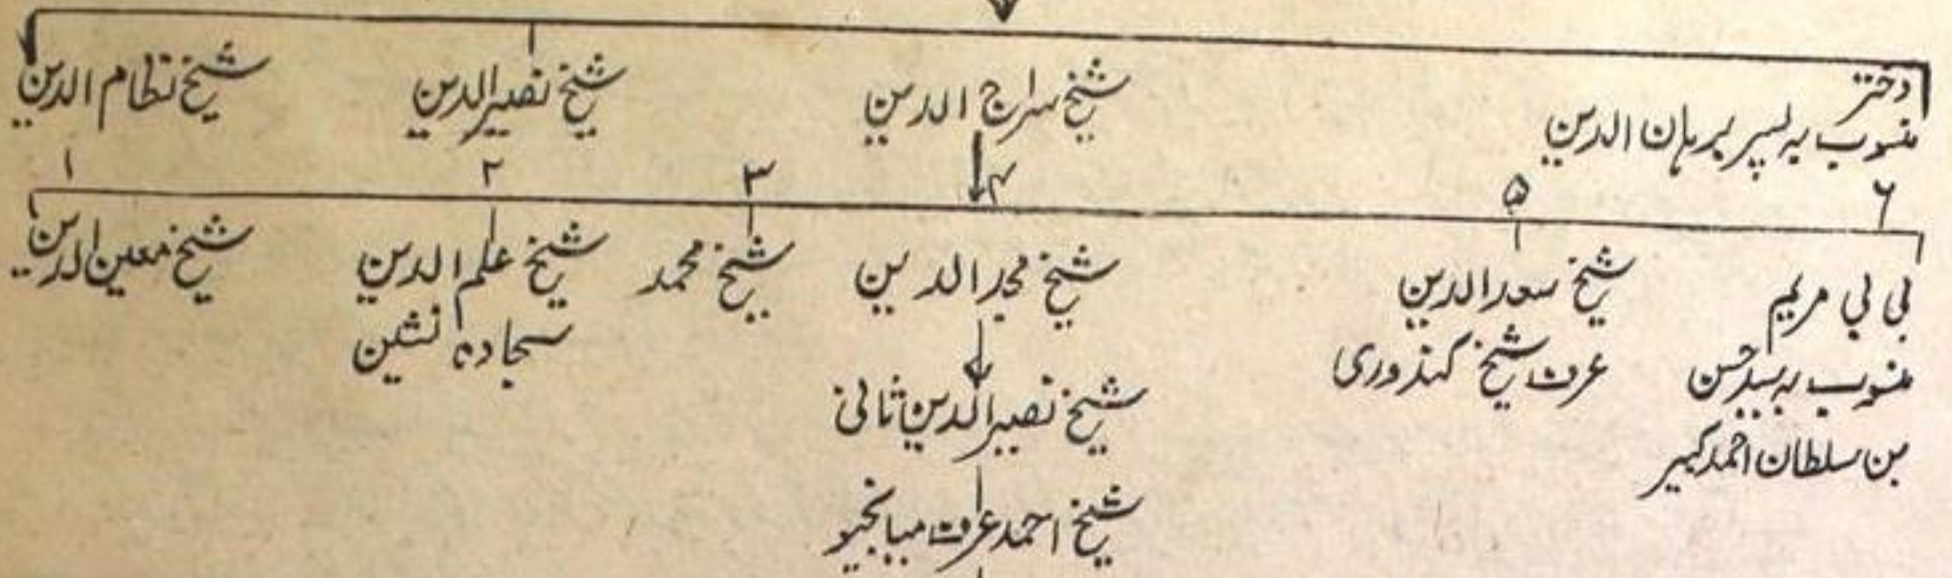 دختر
منسوب بہ پسر برہان الدین
شیخ سراج الدین
شیخ نصیر الدین
شیخ نظام الدین
۶
۵
۴
۳
۲
۱
بی بی مریم
منسوب بہ سید حسن
بن سلطان احمد کبیر
شیخ سعد الدین
عرف شیخ کندوری
شیخ مجد الدین
شیخ محمد
شیخ علم الدین
سجادہ نشین
شیخ معین الدین
شیخ نصیر الدین ثانی
شیخ احمد عرف میانجیو